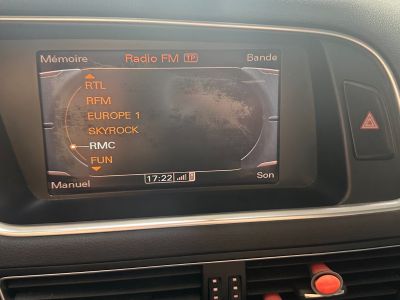 Mémoire Radio FM TP Bande
RTL
RFM
EUROPE 1
SKYROCK
RMC
FUN
Manuel 17:22 Son